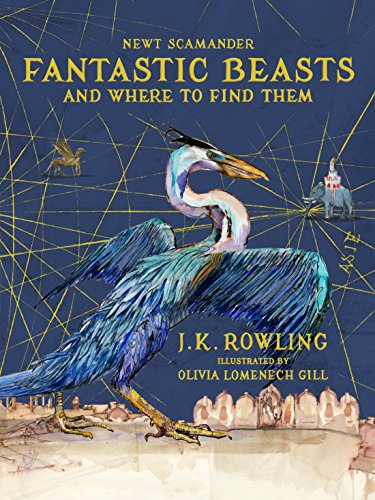 NEWT SCAMANDER
FANTASTIC BEASTS
AND WHERE TO FIND THEM
J.K. ROWLING
ILLUSTRATED BY
OLIVIA LOMENECH GILL